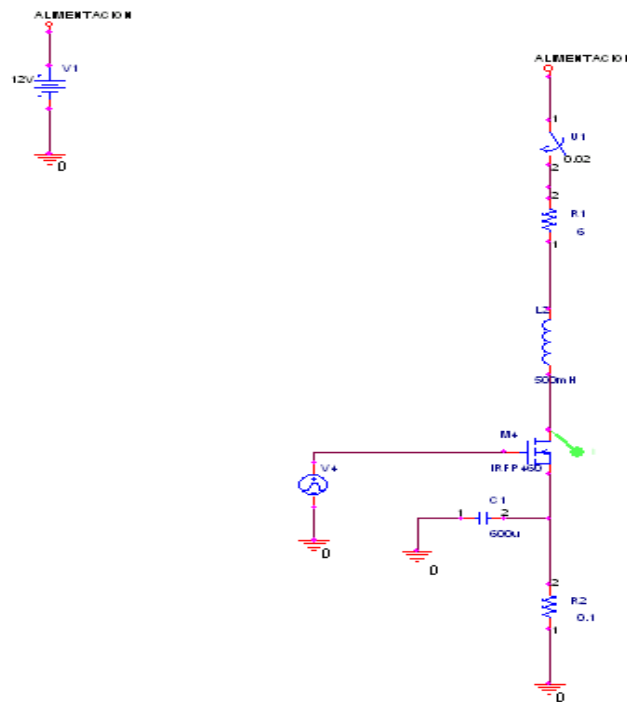 ALIMENTACION
V1
12V
0
ALIMENTACION
1
U1
0.02
2
2
R1
6
1
L2
500mH
M4
IRFP460
V4
0
C1
1
2
600u
0
2
R2
0.1
1
0